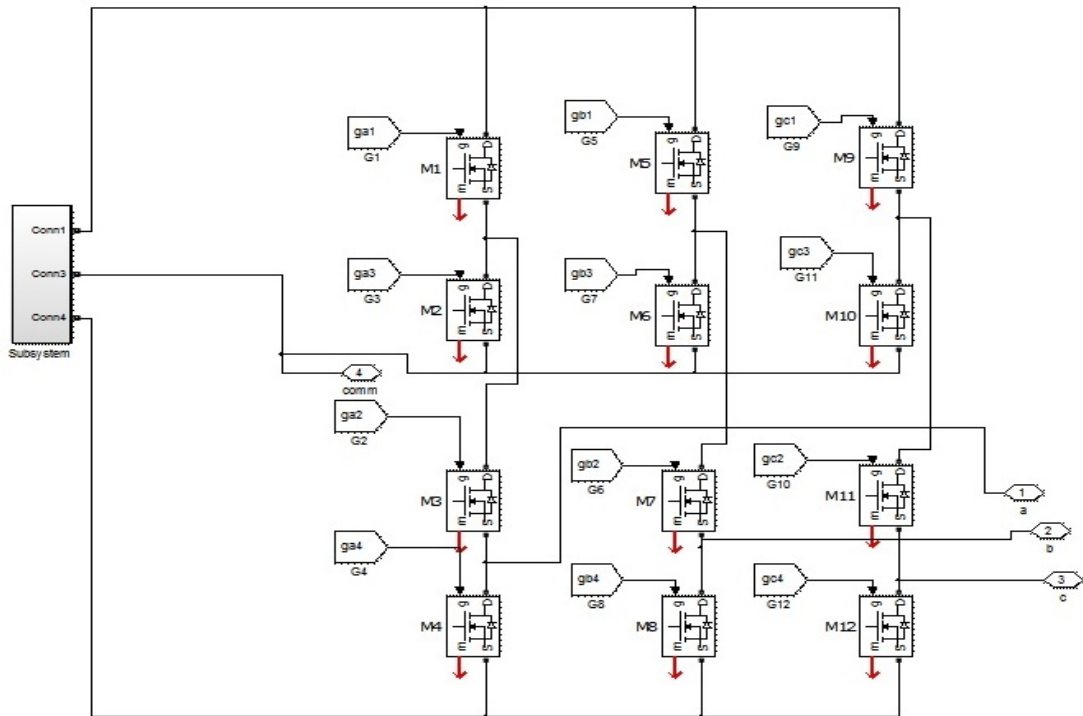 Conn1
Conn3
Conn4
Subsystem
ga1
G1
g
D
M1
m
S
gb1
G5
g
D
M5
m
S
gc1
G9
g
D
M9
m
S
ga3
G3
g
D
M2
m
S
gb3
G7
g
D
M6
m
S
gc3
G11
g
D
M10
m
S
4
comm
ga2
G2
g
D
M3
m
S
gb2
G6
g
D
M7
m
S
gc2
G10
g
D
M11
m
S
1
a
2
b
ga4
G4
g
D
M4
m
S
gb4
G8
g
D
M8
m
S
gc4
G12
g
D
M12
m
S
3
c